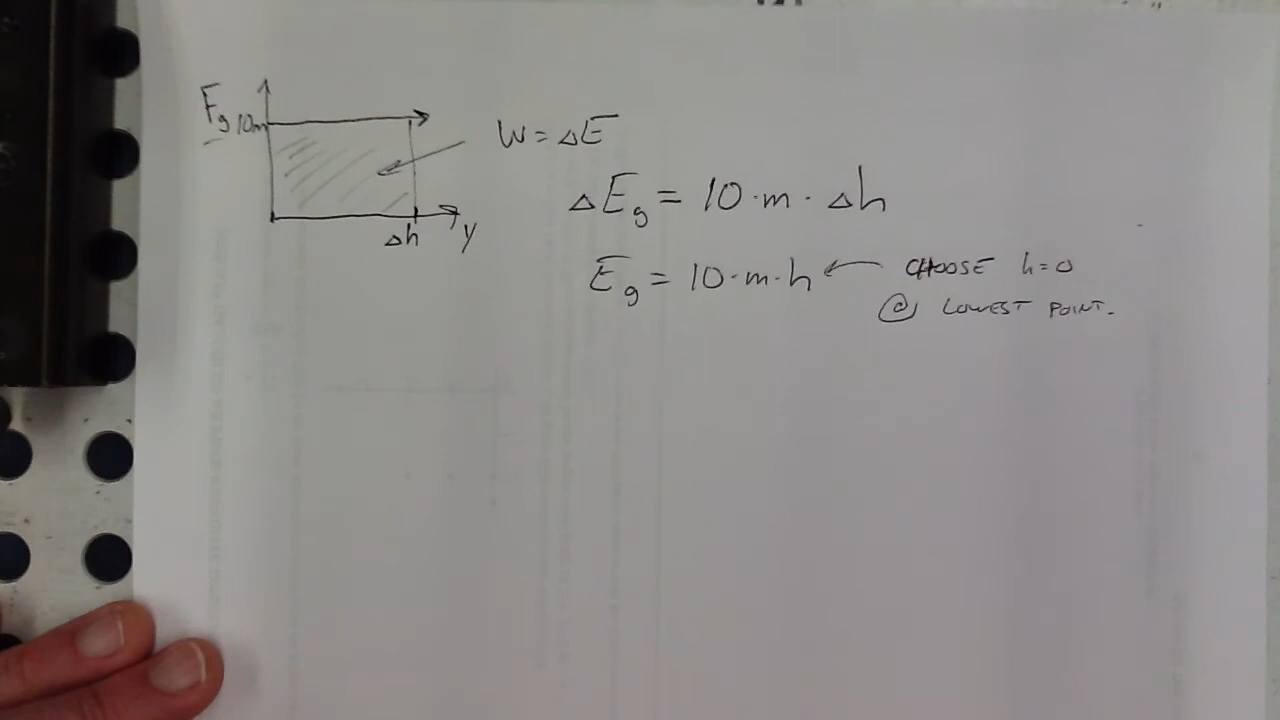 Fg
10m
W = ΔE
Δh
y
ΔEg = 10·m·Δh
Eg = 10·m·h ← CHOOSE h=0
@ LOWEST POINT.